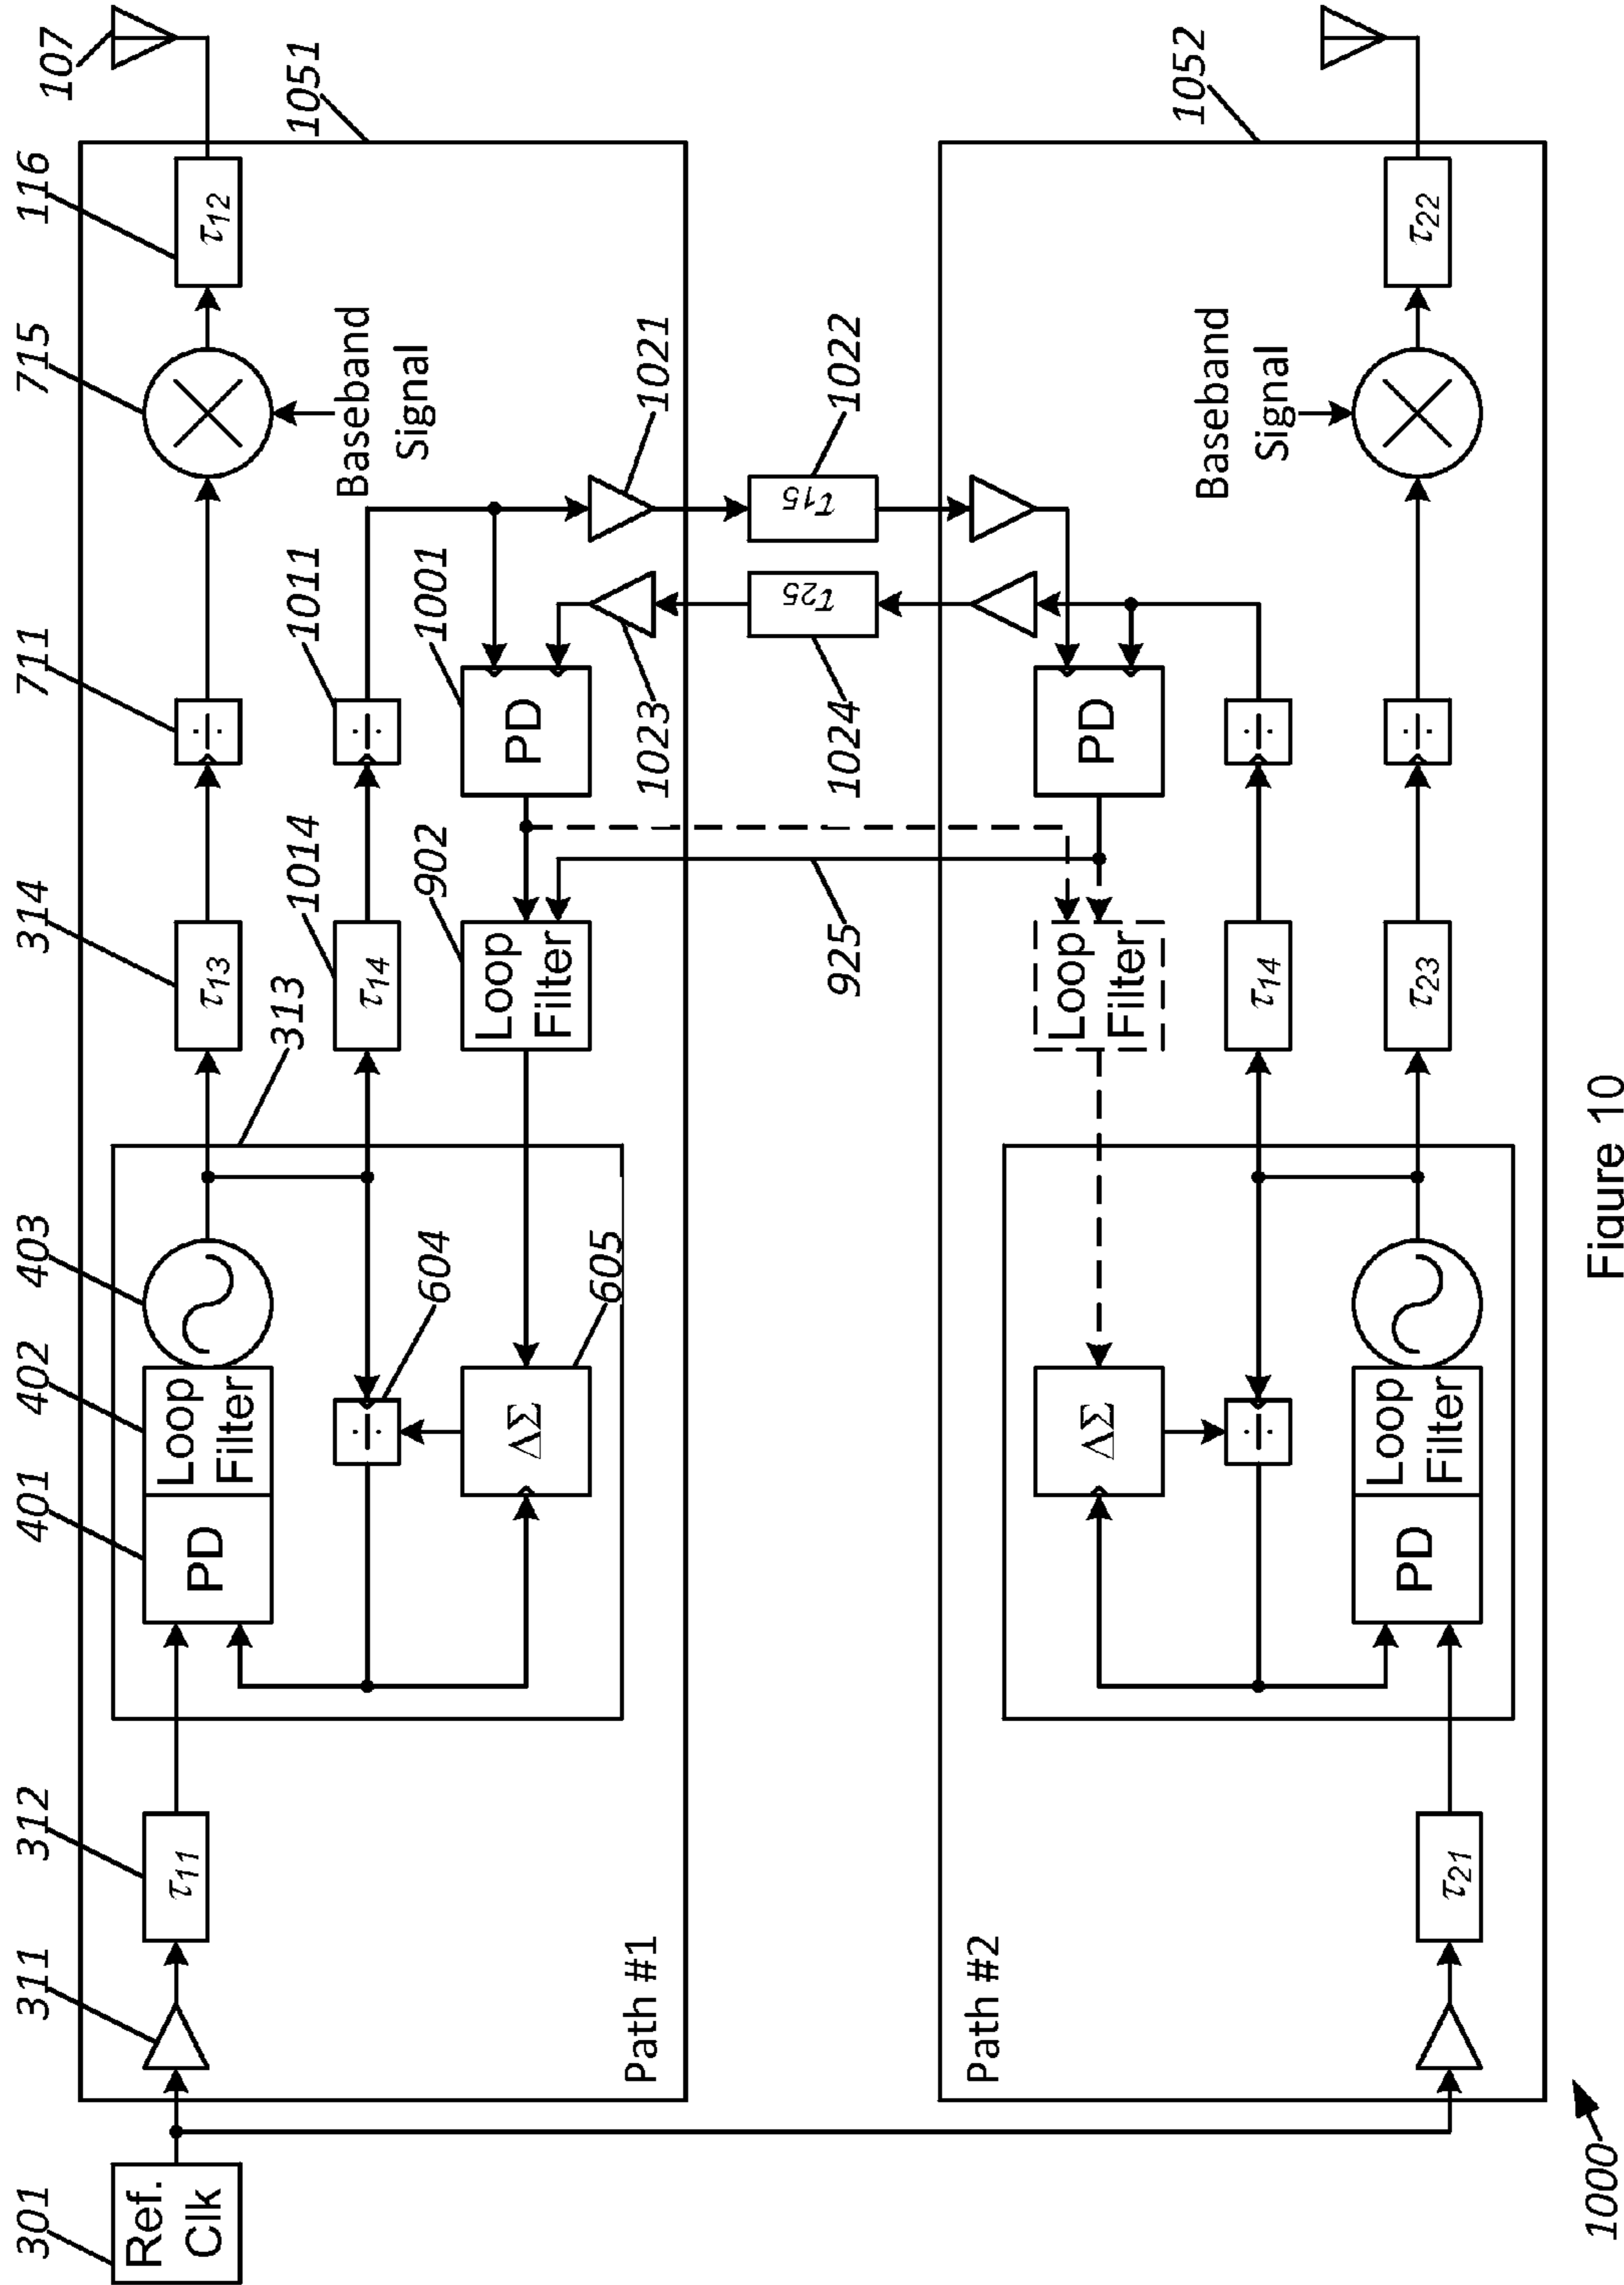 301
311
312
401
402
403
313
314
711
715
116
107
Ref.
Clk
τ11
PD
Loop
Filter
τ13
τ12
1051
604
605
ΔΣ
1014
τ14
1011
Baseband
Signal
902
Loop
Filter
1001
PD
1021
1023
Path #1
925
1024
τ25
1022
τ15
Path #2
1052
ΔΣ
Loop
Filter
PD
τ14
Baseband
Signal
τ21
PD
Loop
Filter
τ23
τ22
1000
Figure 10